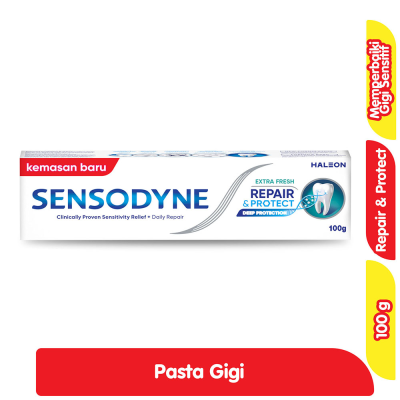 kemasan baru
HALEON
SENSODYNE
Clinically Proven Sensitivity Relief • Daily Repair
EXTRA FRESH
REPAIR
& PROTECT
DEEP PROTECTION
100g
Memperbaiki
Gigi Sensitif
Repair & Protect
100 g
Pasta Gigi